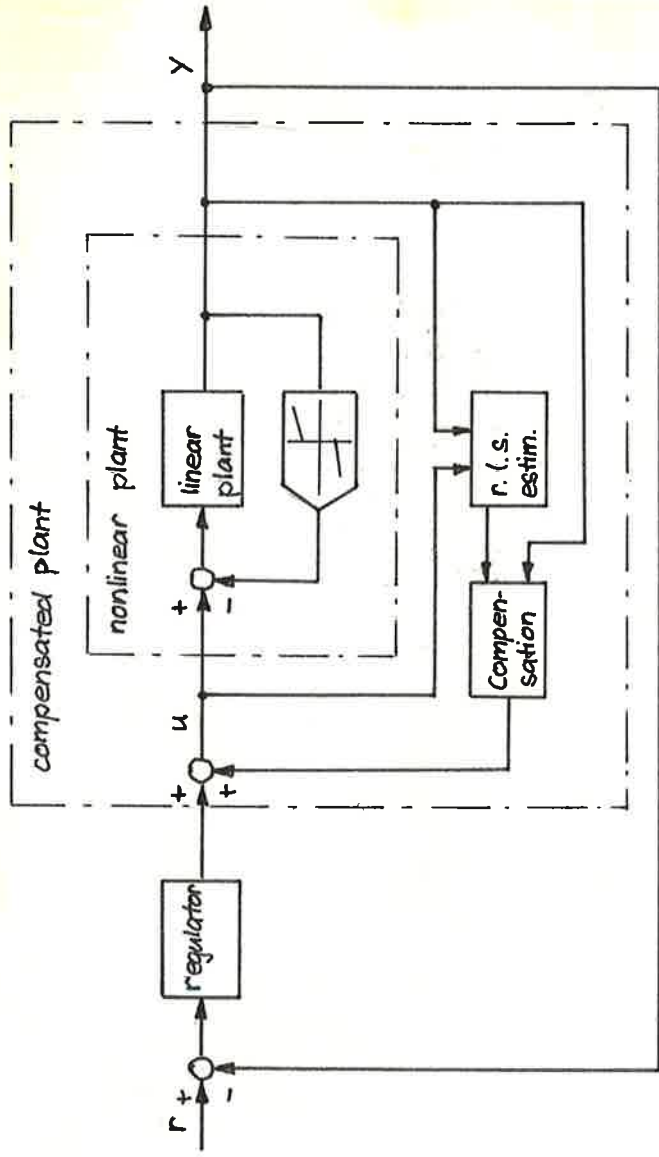 compensated plant
nonlinear plant
r
+
-
regulator
+
+
u
+
-
linear
plant
y
Compen-
sation
r.l.s.
estim.